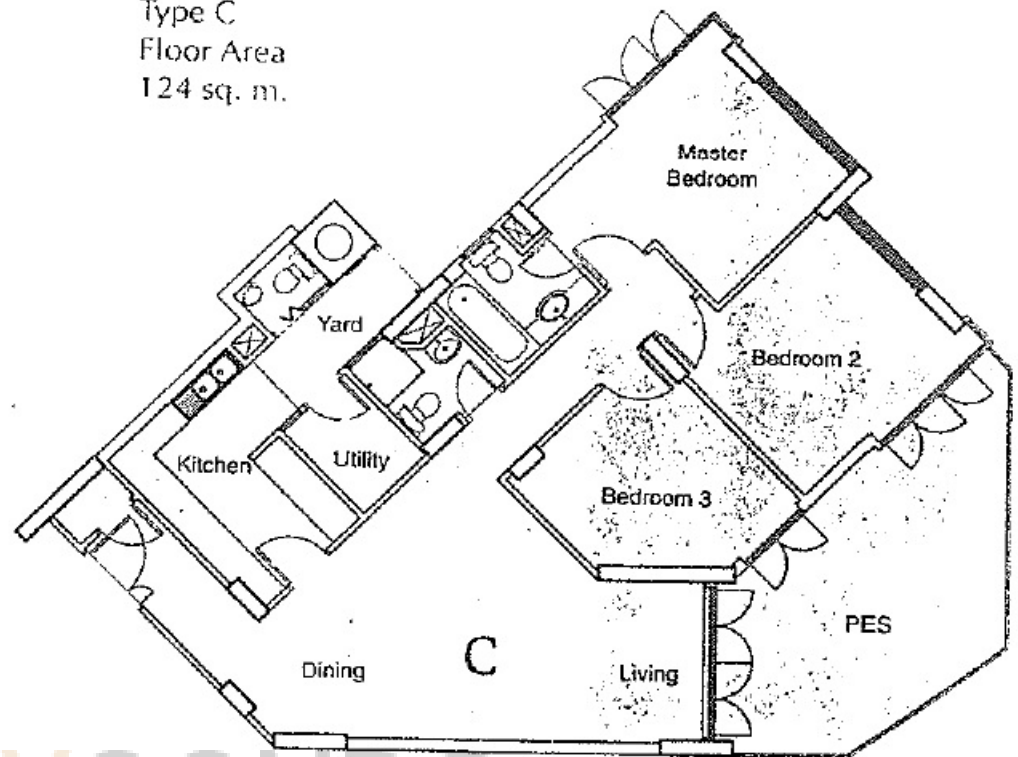 Type C
Floor Area
124 sq. m.
Master
Bedroom
Yard
Bedroom 2
Kitchen
Utility
Bedroom 3
PES
C
Dining
Living